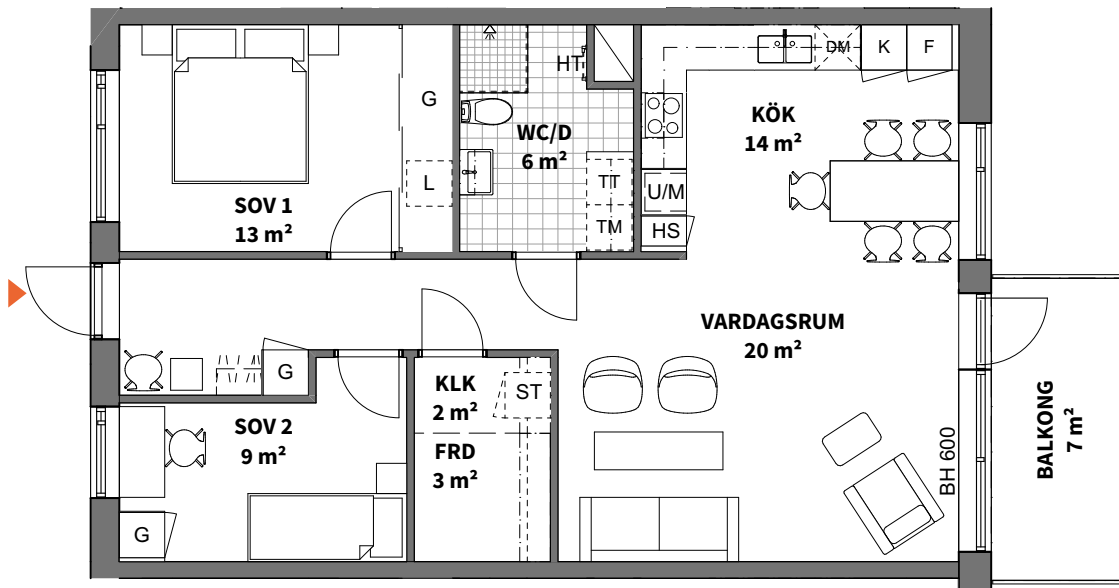 HT
DM
K
F
G
KÖK
14 m²
WC/D
6 m²
L
TT
U/M
SOV 1
13 m²
TM
HS
VARDAGSRUM
20 m²
G
KLK
2 m²
ST
SOV 2
9 m²
FRD
3 m²
G
BH 600
BALKONG
7 m²